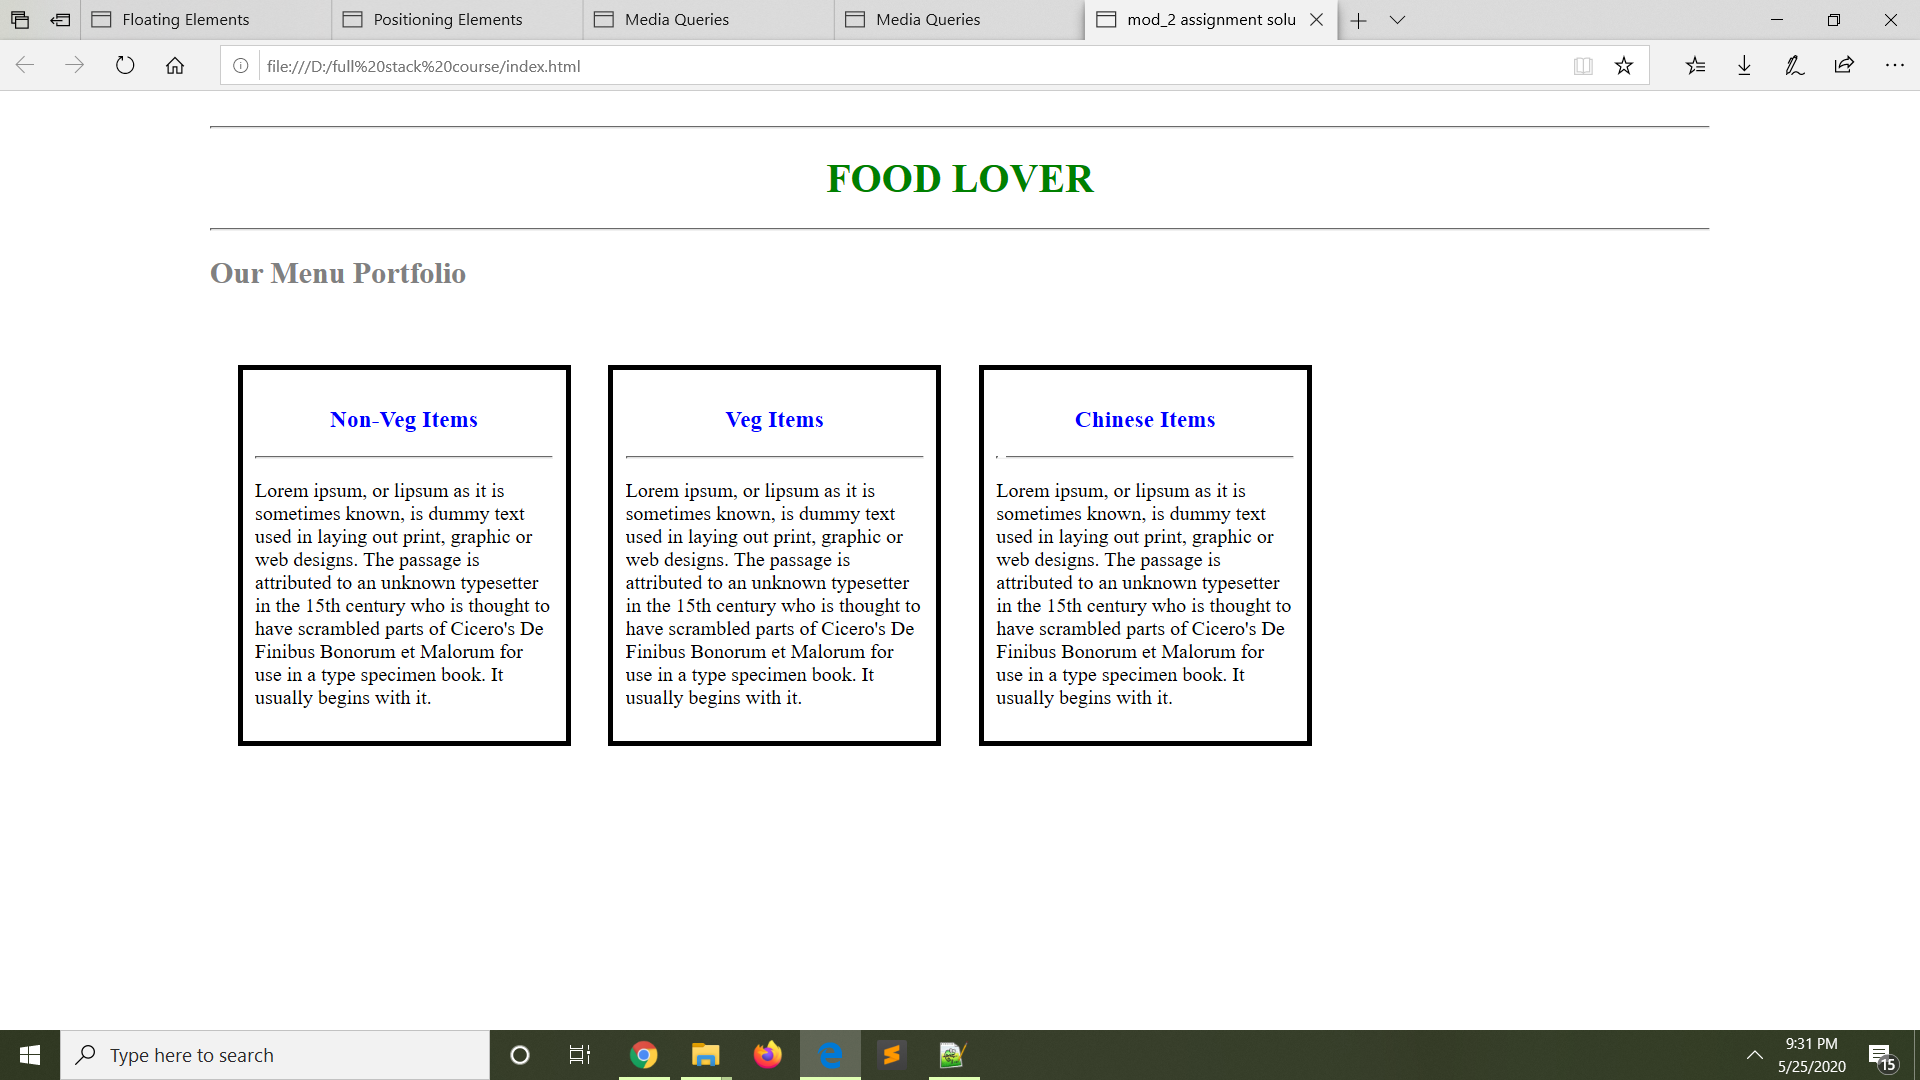 Floating Elements
Positioning Elements
Media Queries
Media Queries
mod_2 assignment solu
file:///D:/full%20stack%20course/index.html
FOOD LOVER
Our Menu Portfolio
Non-Veg Items
Lorem ipsum, or lipsum as it is
sometimes known, is dummy text
used in laying out print, graphic or
web designs. The passage is
attributed to an unknown typesetter
in the 15th century who is thought to
have scrambled parts of Cicero's De
Finibus Bonorum et Malorum for
use in a type specimen book. It
usually begins with it.
Veg Items
Lorem ipsum, or lipsum as it is
sometimes known, is dummy text
used in laying out print, graphic or
web designs. The passage is
attributed to an unknown typesetter
in the 15th century who is thought to
have scrambled parts of Cicero's De
Finibus Bonorum et Malorum for
use in a type specimen book. It
usually begins with it.
Chinese Items
Lorem ipsum, or lipsum as it is
sometimes known, is dummy text
used in laying out print, graphic or
web designs. The passage is
attributed to an unknown typesetter
in the 15th century who is thought to
have scrambled parts of Cicero's De
Finibus Bonorum et Malorum for
use in a type specimen book. It
usually begins with it.
Type here to search
9:31 PM
5/25/2020
15